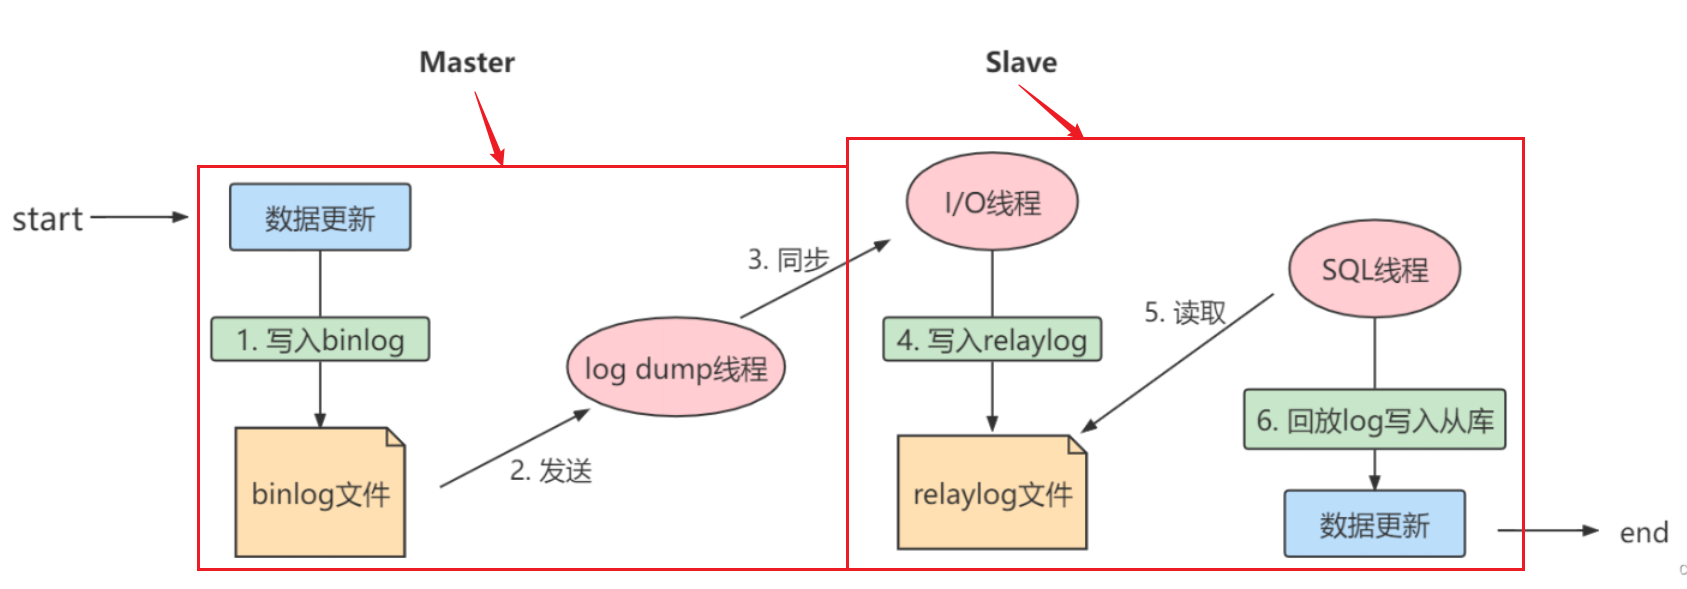 Master
Slave
start
数据更新
1. 写入binlog
binlog文件
2. 发送
log dump线程
3. 同步
I/O线程
4. 写入relaylog
relaylog文件
5. 读取
SQL线程
6. 回放log写入从库
数据更新
end